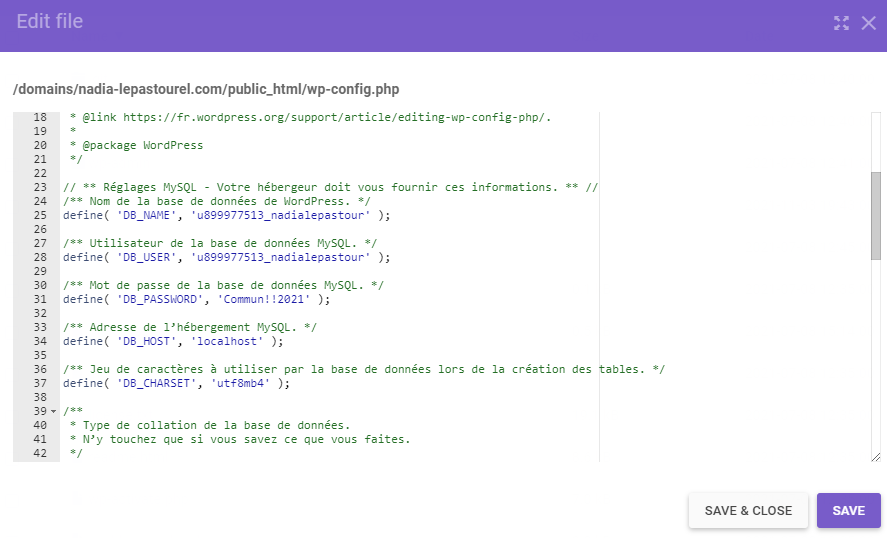 Edit file
/domains/nadia-lepastourel.com/public_html/wp-config.php
18 * @link https://fr.wordpress.org/support/article/editing-wp-config-php/.
19 *
20 * @package WordPress
21 */
22
23 // ** Réglages MySQL - Votre hébergeur doit vous fournir ces informations. ** //
24 /** Nom de la base de données de WordPress. */
25 define( 'DB_NAME', 'u899977513_nadialepastour' );
26
27 /** Utilisateur de la base de données MySQL. */
28 define( 'DB_USER', 'u899977513_nadialepastour' );
29
30 /** Mot de passe de la base de données MySQL. */
31 define( 'DB_PASSWORD', 'Commun!!2021' );
32
33 /** Adresse de l’hébergement MySQL. */
34 define( 'DB_HOST', 'localhost' );
35
36 /** Jeu de caractères à utiliser par la base de données lors de la création des tables. */
37 define( 'DB_CHARSET', 'utf8mb4' );
38
39 /**
40 * Type de collation de la base de données.
41 * N’y touchez que si vous savez ce que vous faites.
42 */
SAVE & CLOSE
SAVE